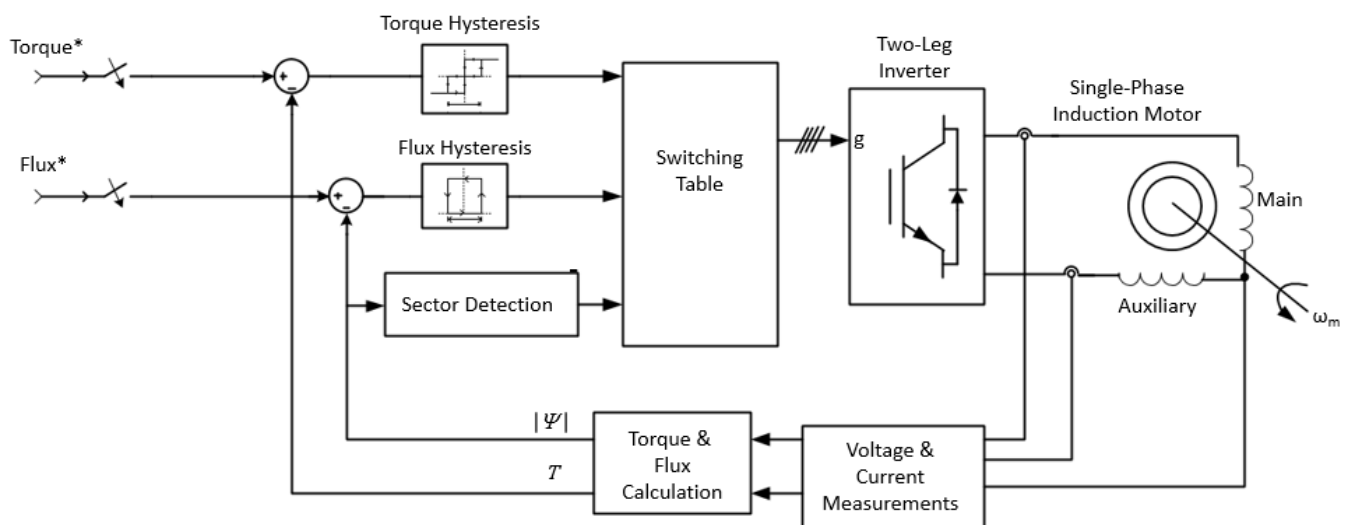 Torque Hysteresis
Torque*
Two-Leg
Inverter
Single-Phase
Induction Motor
+
-
Flux Hysteresis
Flux*
Switching
Table
g
+
-
Main
Sector Detection
Auxiliary
ωm
|Ψ|
T
Torque &
Flux
Calculation
Voltage &
Current
Measurements